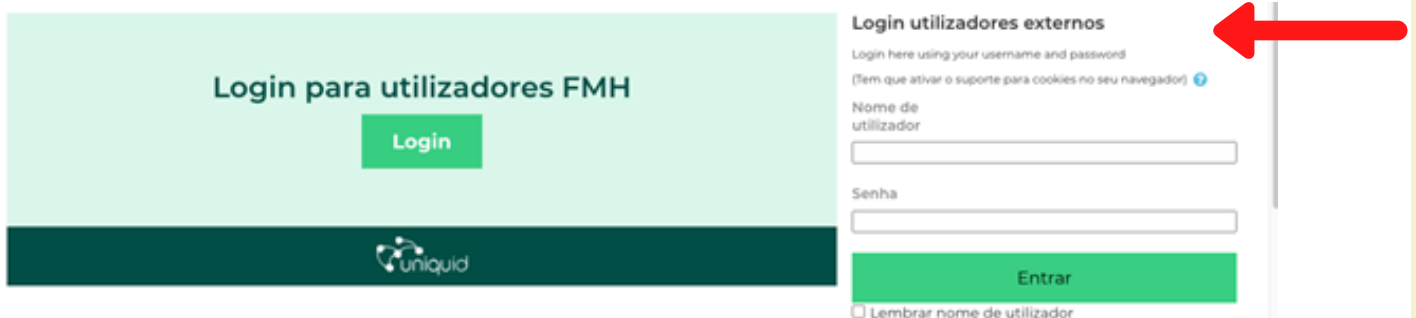 Login para utilizadores FMH
Login
uniquid
Login utilizadores externos
Login here using your username and password
(Tem que ativar o suporte para cookies no seu navegador) ?
Nome de
utilizador
Senha
Entrar
Lembrar nome de utilizador